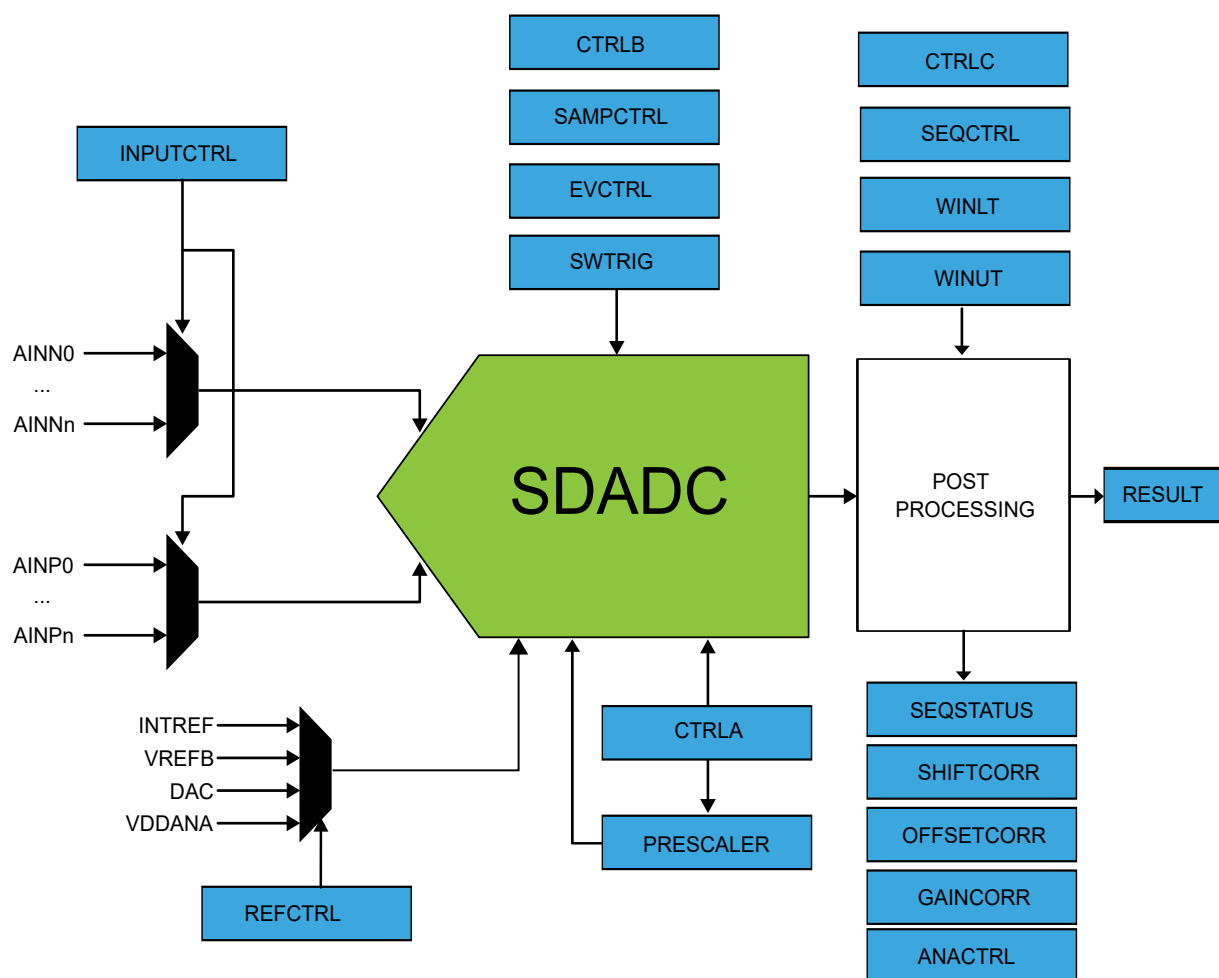 CTRLB
CTRLC
SAMPCTRL
SEQCTRL
INPUTCTRL
EVCTRL
WINLT
SWTRIG
WINUT
AINN0
...
AINNn
SDADC
POST
PROCESSING
RESULT
AINP0
...
AINPn
INTREF
VREFB
DAC
VDDANA
REFCTRL
CTRLA
PRESCALER
SEQSTATUS
SHIFTCORR
OFFSETCORR
GAINCORR
ANACTRL